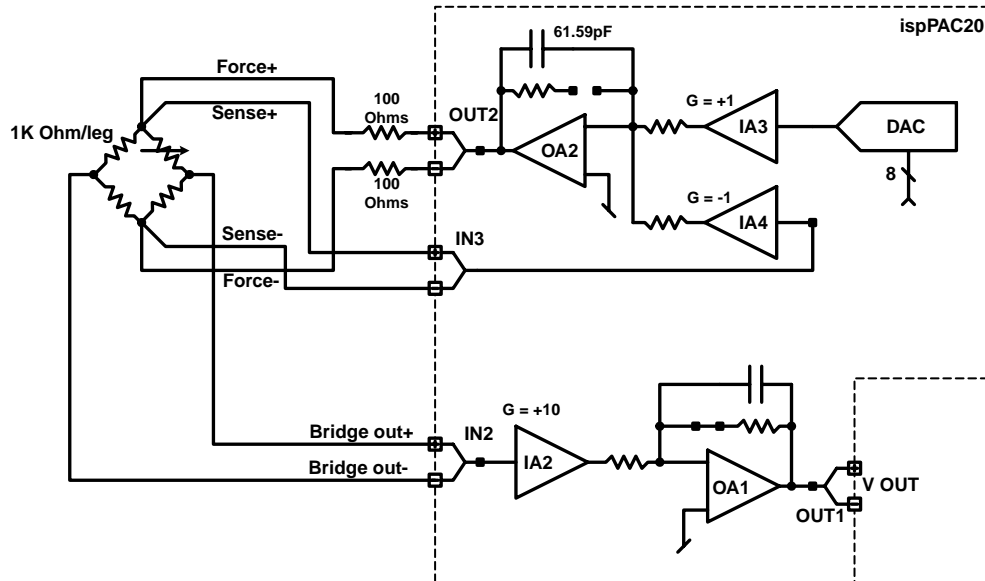 ispPAC20
61.59pF
Force+
Sense+
100
Ohms
OUT2
G = +1
1K Ohm/leg
OA2
IA3
DAC
100
Ohms
8
G = -1
IA4
Sense-
IN3
Force-
G = +10
Bridge out+
IN2
Bridge out-
IA2
OA1
V OUT
OUT1